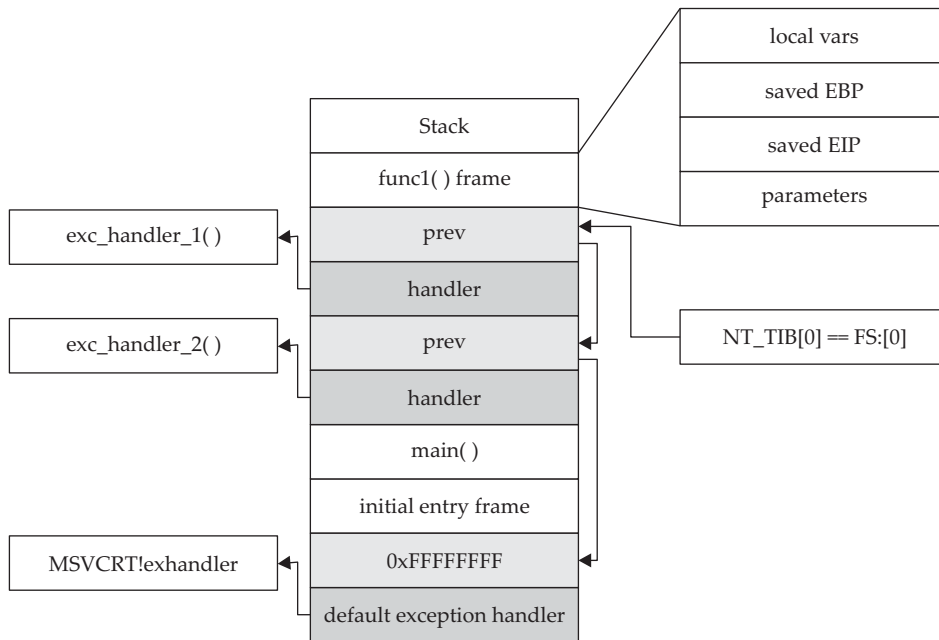 local vars
saved EBP
saved EIP
parameters
Stack
func1( ) frame
prev
handler
prev
handler
main( )
initial entry frame
0xFFFFFFFF
default exception handler
exc_handler_1( )
exc_handler_2( )
MSVCRT!exhandler
NT_TIB[0] == FS:[0]